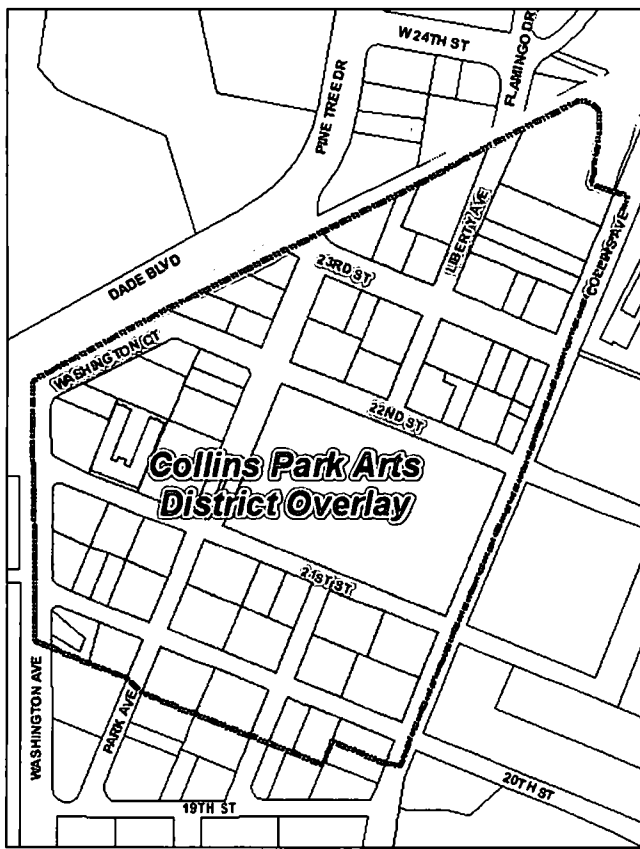 W 24TH ST
FLAMINGO DR
PINE TREE DR
LIBERTY AVE
COLLINS AVE
DADE BLVD
23RD ST
WASHINGTON CT
22ND ST
Collins Park Arts
District Overlay
21ST ST
WASHINGTON AVE
PARK AVE
20TH ST
19TH ST